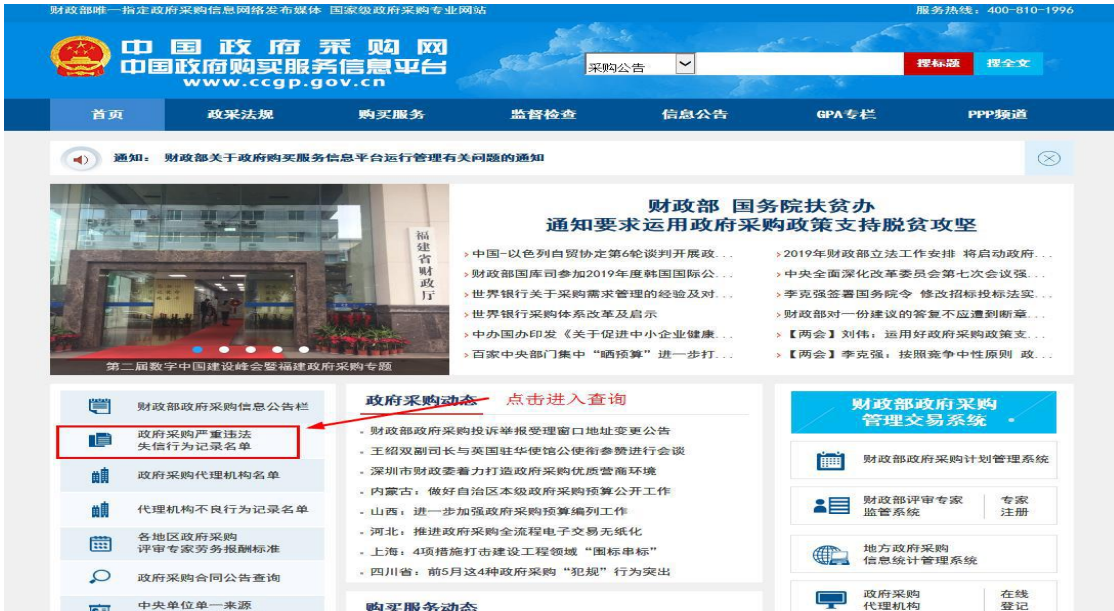 财政部唯一指定政府采购信息网络发布媒体 国家级政府采购专业网站
服务热线：400-810-1996
中国政府采购网
中国政府购买服务信息平台
www.ccgp.gov.cn
采购公告
搜标题
搜全文
首页
政采法规
购买服务
监督检查
信息公告
GPA专栏
PPP频道
通知：
财政部关于政府购买服务信息平台运行管理有关问题的通知
福建省财政厅
第二届数字中国建设峰会暨福建政府采购专题
财政部 国务院扶贫办
通知要求运用政府采购政策支持脱贫攻坚
中国-以色列自贸协定第6轮谈判开展政...
财政部国库司参加2019年度韩国国际公...
世界银行关于采购需求管理的经验及对...
世界银行采购体系改革及启示
中办国办印发《关于促进中小企业健康...
百家中央部门集中“晒预算”进一步打...
2019年财政部立法工作安排 将启动政府...
中央全面深化改革委员会第七次会议强...
李克强签署国务院令 修改招标投标法实...
财政部对一份建议的答复不应遭到断章...
【两会】刘伟：运用好政府采购政策支...
【两会】李克强：按照竞争中性原则 政...
财政部政府采购信息公告栏
政府采购严重违法
失信行为记录名单
政府采购代理机构名单
代理机构不良行为记录名单
各地区政府采购
评审专家劳务报酬标准
政府采购合同公告查询
中央单位单一来源
政府采购动态
点击进入查询
财政部政府采购投诉举报受理窗口地址变更公告
王绍双副司长与英国驻华使馆公使衔参赞进行会谈
深圳市财政委着力打造政府采购优质营商环境
内蒙古：做好自治区本级政府采购预算公开工作
山西：进一步加强政府采购预算编列工作
河北：推进政府采购全流程电子交易无纸化
上海：4项措施打击建设工程领域“围标串标”
四川省：前5月这4种政府采购“犯规”行为突出
购买服务动态
财政部政府采购
管理交易系统
财政部政府采购计划管理系统
财政部评审专家
监管系统
专家
注册
地方政府采购
信息统计管理系统
政府采购
代理机构
在线
登记